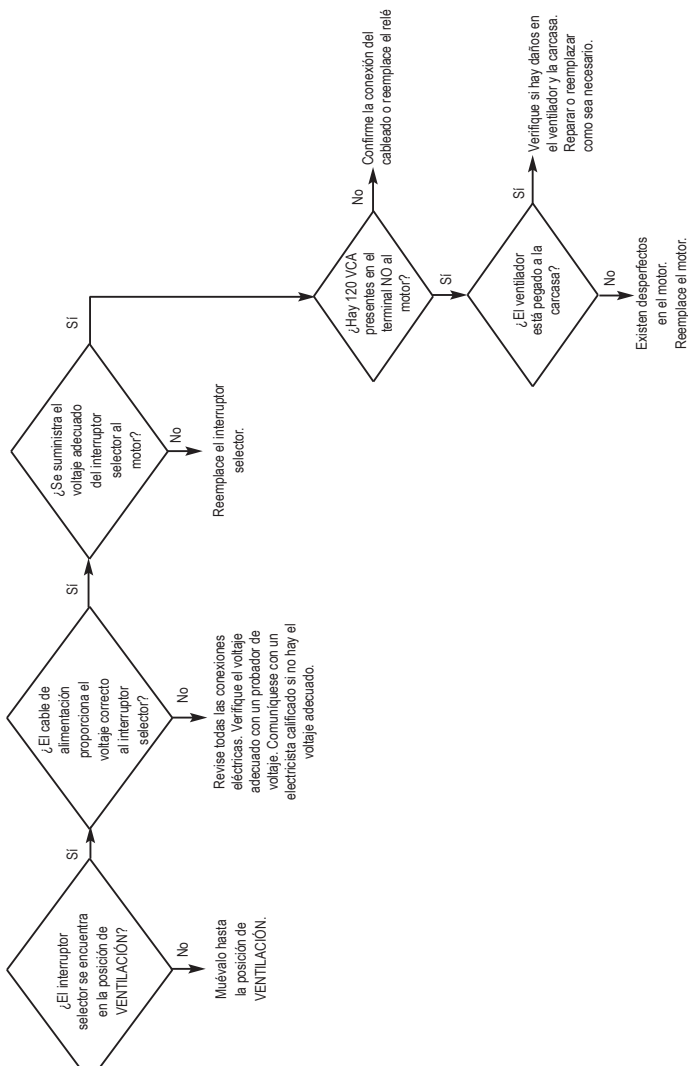 ¿El interruptor
selector se encuentra
en la posición de
VENTILACIÓN?
Sí
No
Muévalo hasta
la posición de
VENTILACIÓN.
¿El cable de
alimentación
proporciona el
voltaje correcto
al interruptor
selector?
Sí
No
Revise todas las conexiones
eléctricas. Verifique el voltaje
adecuado con un probador de
voltaje. Comuníquese con un
electricista calificado si no hay el
voltaje adecuado.
¿Se suministra el
voltaje adecuado
del interruptor
selector al
motor?
Sí
No
Reemplace el interruptor
selector.
¿Hay 120 VCA
presentes en el
terminal NO al
motor?
No
Confirme la conexión del
cableado o reemplace el relé
Sí
¿El ventilador
está pegado a la
carcasa?
Sí
Verifique si hay daños en
el ventilador y la carcasa.
Reparar o reemplazar
como sea necesario.
No
Existen desperfectos
en el motor.
Reemplace el motor.